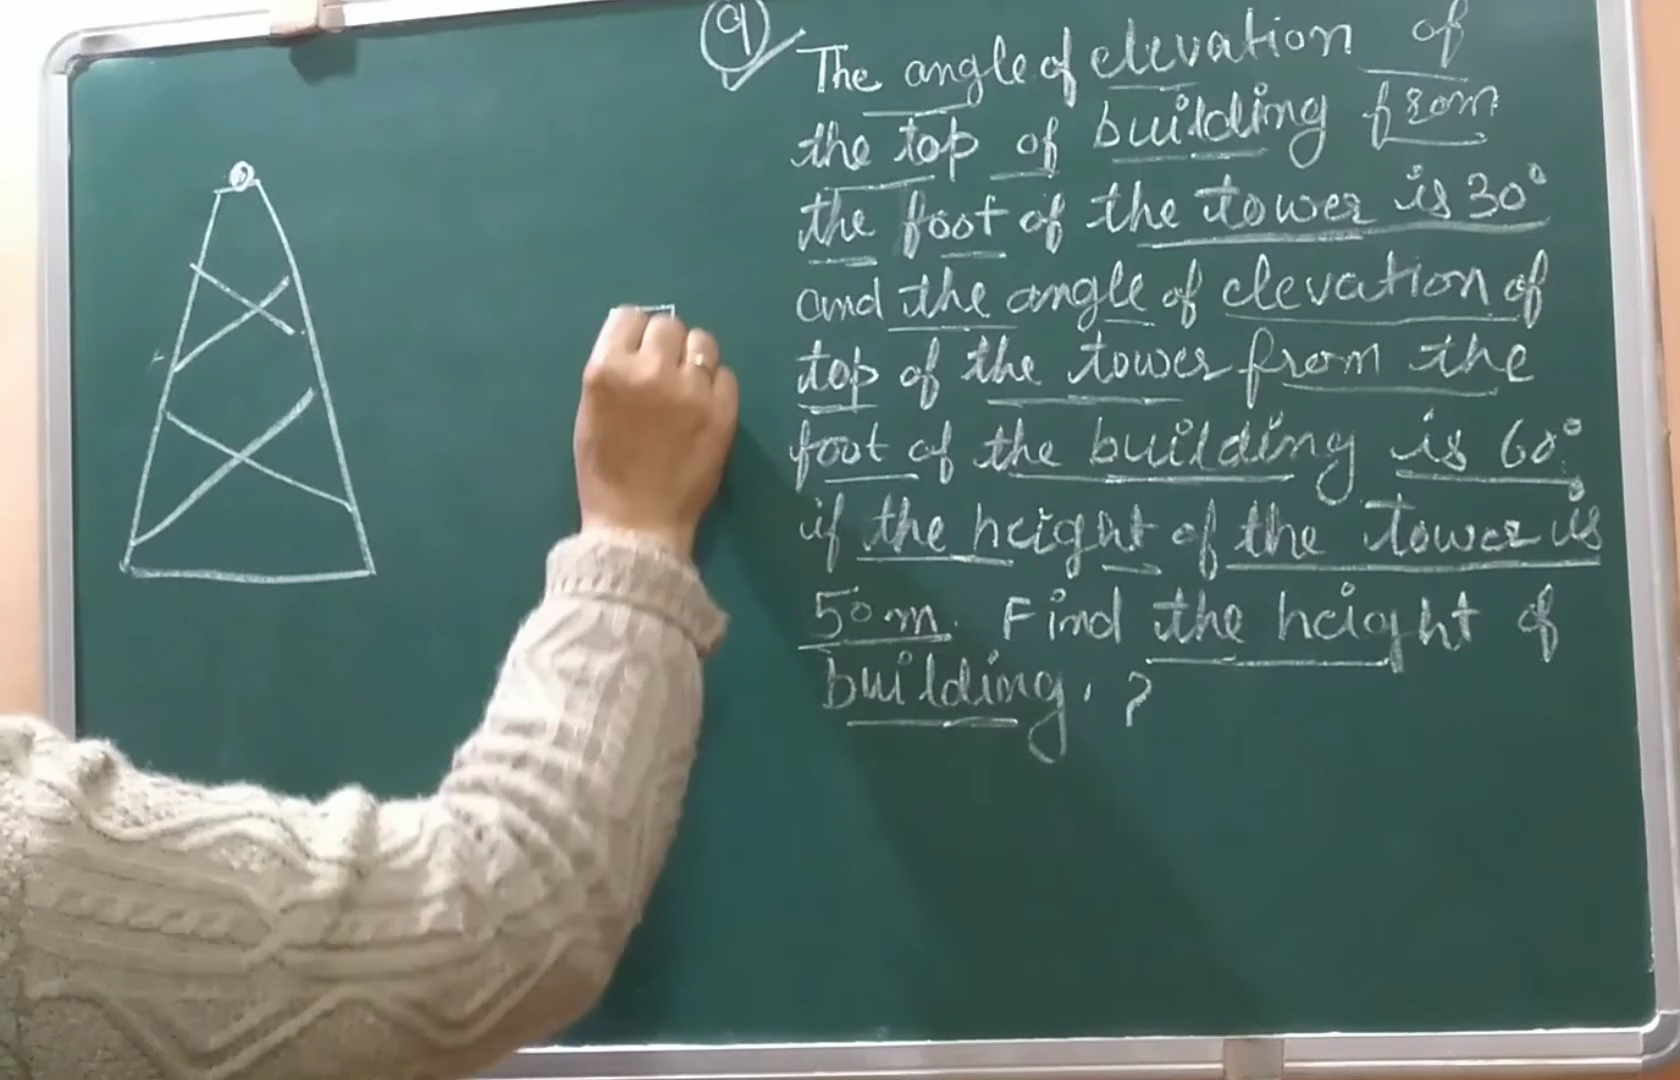 9
The angle of elevation of
the top of building from
the foot of the tower is 30°
and the angle of elevation of
top of the tower from the
foot of the building is 60°
if the height of the tower is
50m. Find the height of
building. ?